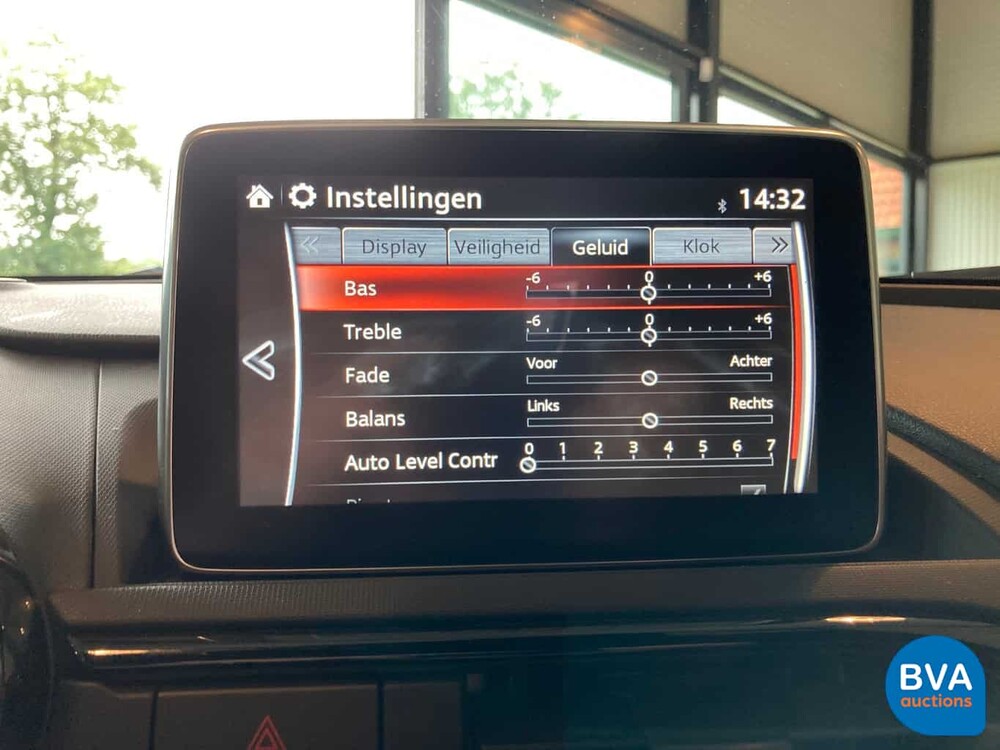 Instellingen 14:32
« Display Veiligheid Geluid Klok »
Bas -6 0 +6
Treble -6 0 +6
Fade Voor Achter
Balans Links Rechts
Auto Level Contr 0 1 2 3 4 5 6 7
BVA
auctions